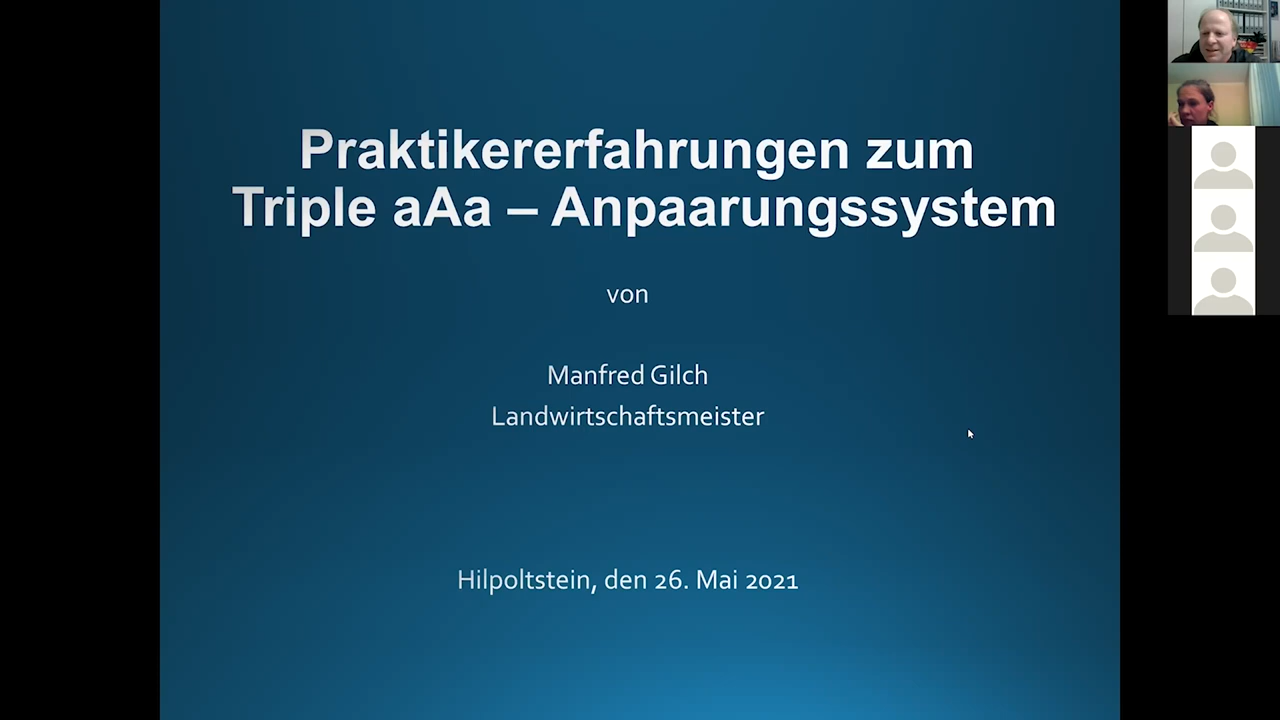 Praktikererfahrungen zum
Triple aAa – Anpaarungssystem
von
Manfred Gilch
Landwirtschaftsmeister
Hilpoltstein, den 26. Mai 2021